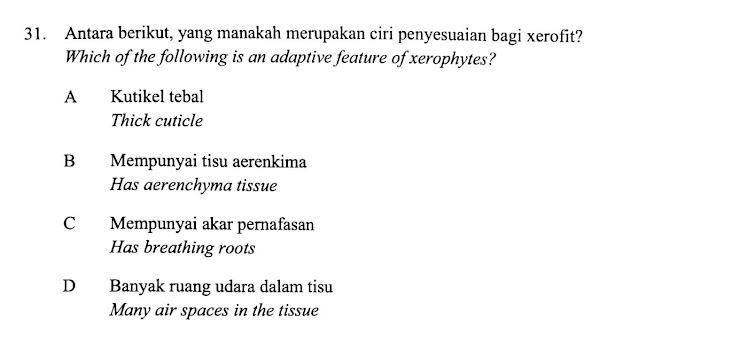 31. Antara berikut, yang manakah merupakan ciri penyesuaian bagi xerofit?
Which of the following is an adaptive feature of xerophytes?
A Kutikel tebal
Thick cuticle
B Mempunyai tisu aerenkima
Has aerenchyma tissue
C Mempunyai akar pernafasan
Has breathing roots
D Banyak ruang udara dalam tisu
Many air spaces in the tissue